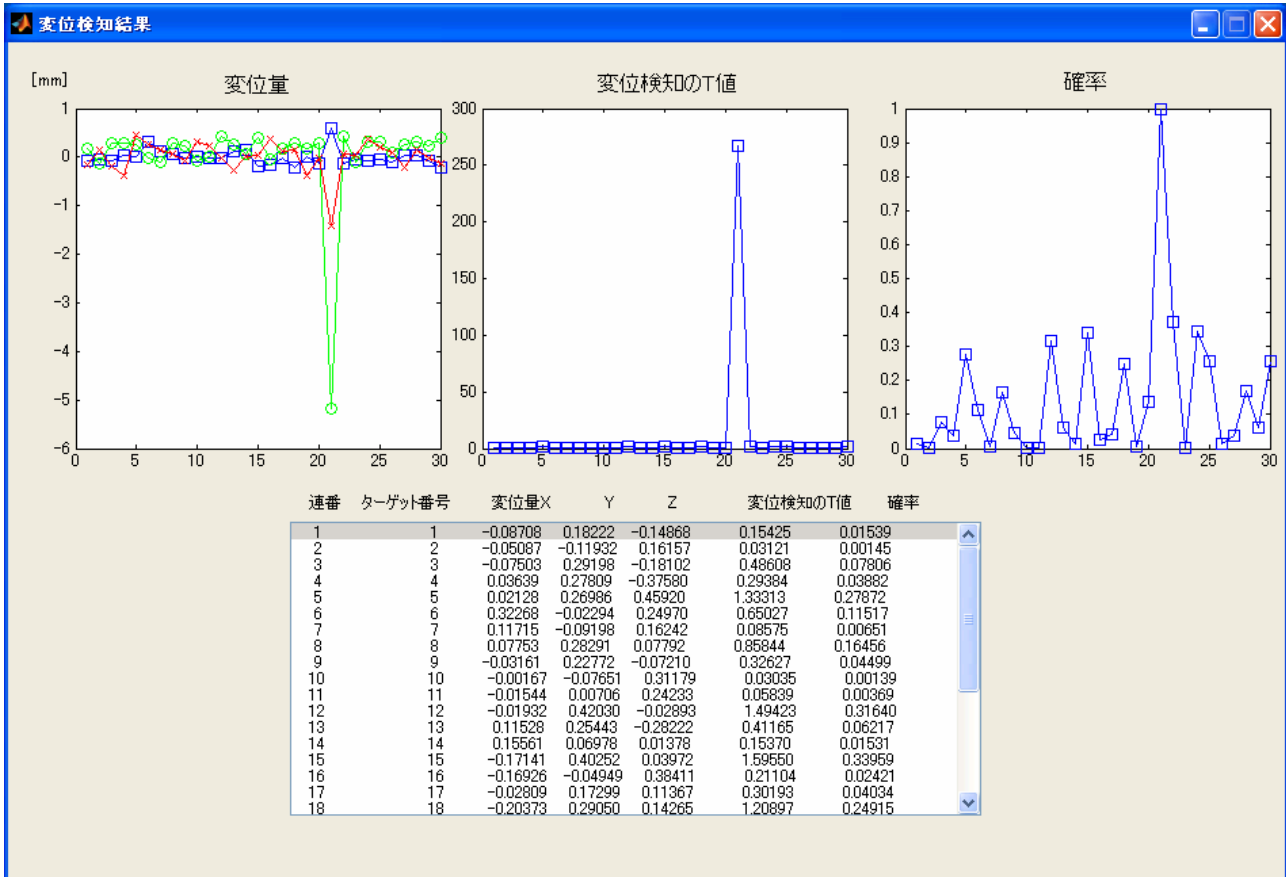 変位検知結果
[mm] 変位量 変位検知のT値 確率
1 300 1
0 250 0.9
-1 200 0.8
-2 150 0.7
-3 100 0.6
-4 50 0.5
-5 0 0.4
-6 0.3
0.2
0.1
0
0 5 10 15 20 25 30 0 5 10 15 20 25 30 0 5 10 15 20 25 30
連番 ターゲット番号 変位量X Y Z 変位検知のT値 確率
1 1 -0.08708 0.18222 -0.14868 0.15425 0.01539
2 2 -0.05087 -0.11932 0.16157 0.03121 0.00145
3 3 -0.07503 0.29198 -0.18102 0.48608 0.07806
4 4 0.03639 0.27809 -0.37580 0.29384 0.03882
5 5 0.02128 0.26986 0.45920 1.33313 0.27872
6 6 0.32268 -0.02294 0.24970 0.65027 0.11517
7 7 0.11715 -0.09198 0.16242 0.08575 0.00651
8 8 0.07753 0.28291 0.07792 0.85844 0.16456
9 9 -0.03161 0.22772 -0.07210 0.32627 0.04499
10 10 -0.00167 -0.07651 0.31179 0.03035 0.00139
11 11 -0.01544 0.00706 0.24233 0.05839 0.00369
12 12 -0.01932 0.42030 -0.02893 1.49423 0.31640
13 13 0.11528 0.25443 -0.28222 0.41165 0.06217
14 14 0.15561 0.06978 0.01378 0.15370 0.01531
15 15 -0.17141 0.40252 0.03972 1.59550 0.33959
16 16 -0.16926 -0.04949 0.38411 0.21104 0.02421
17 17 -0.02809 0.17299 0.11367 0.30193 0.04034
18 18 -0.20373 0.29050 0.14265 1.20897 0.24915